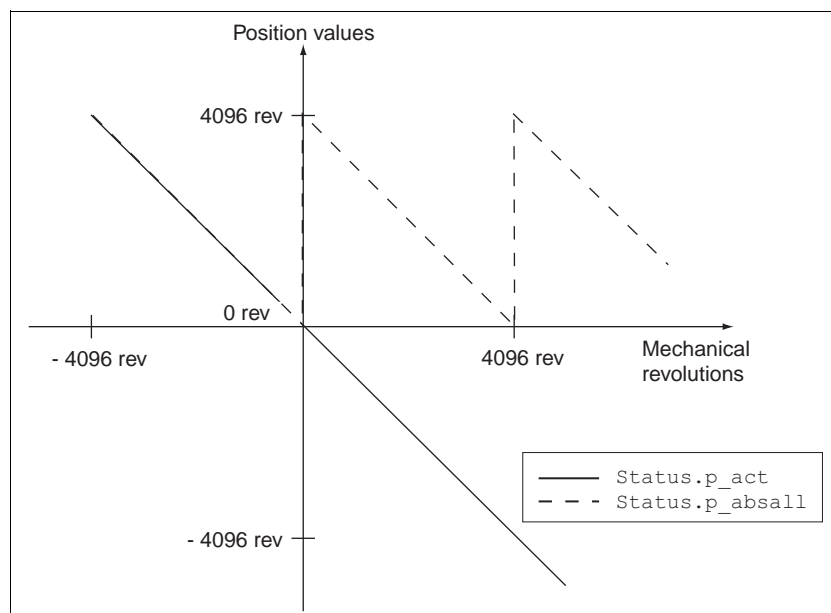 Position values
4096 rev
0 rev
- 4096 rev
4096 rev
Mechanical
revolutions
Status.p_act
Status.p_absall
- 4096 rev